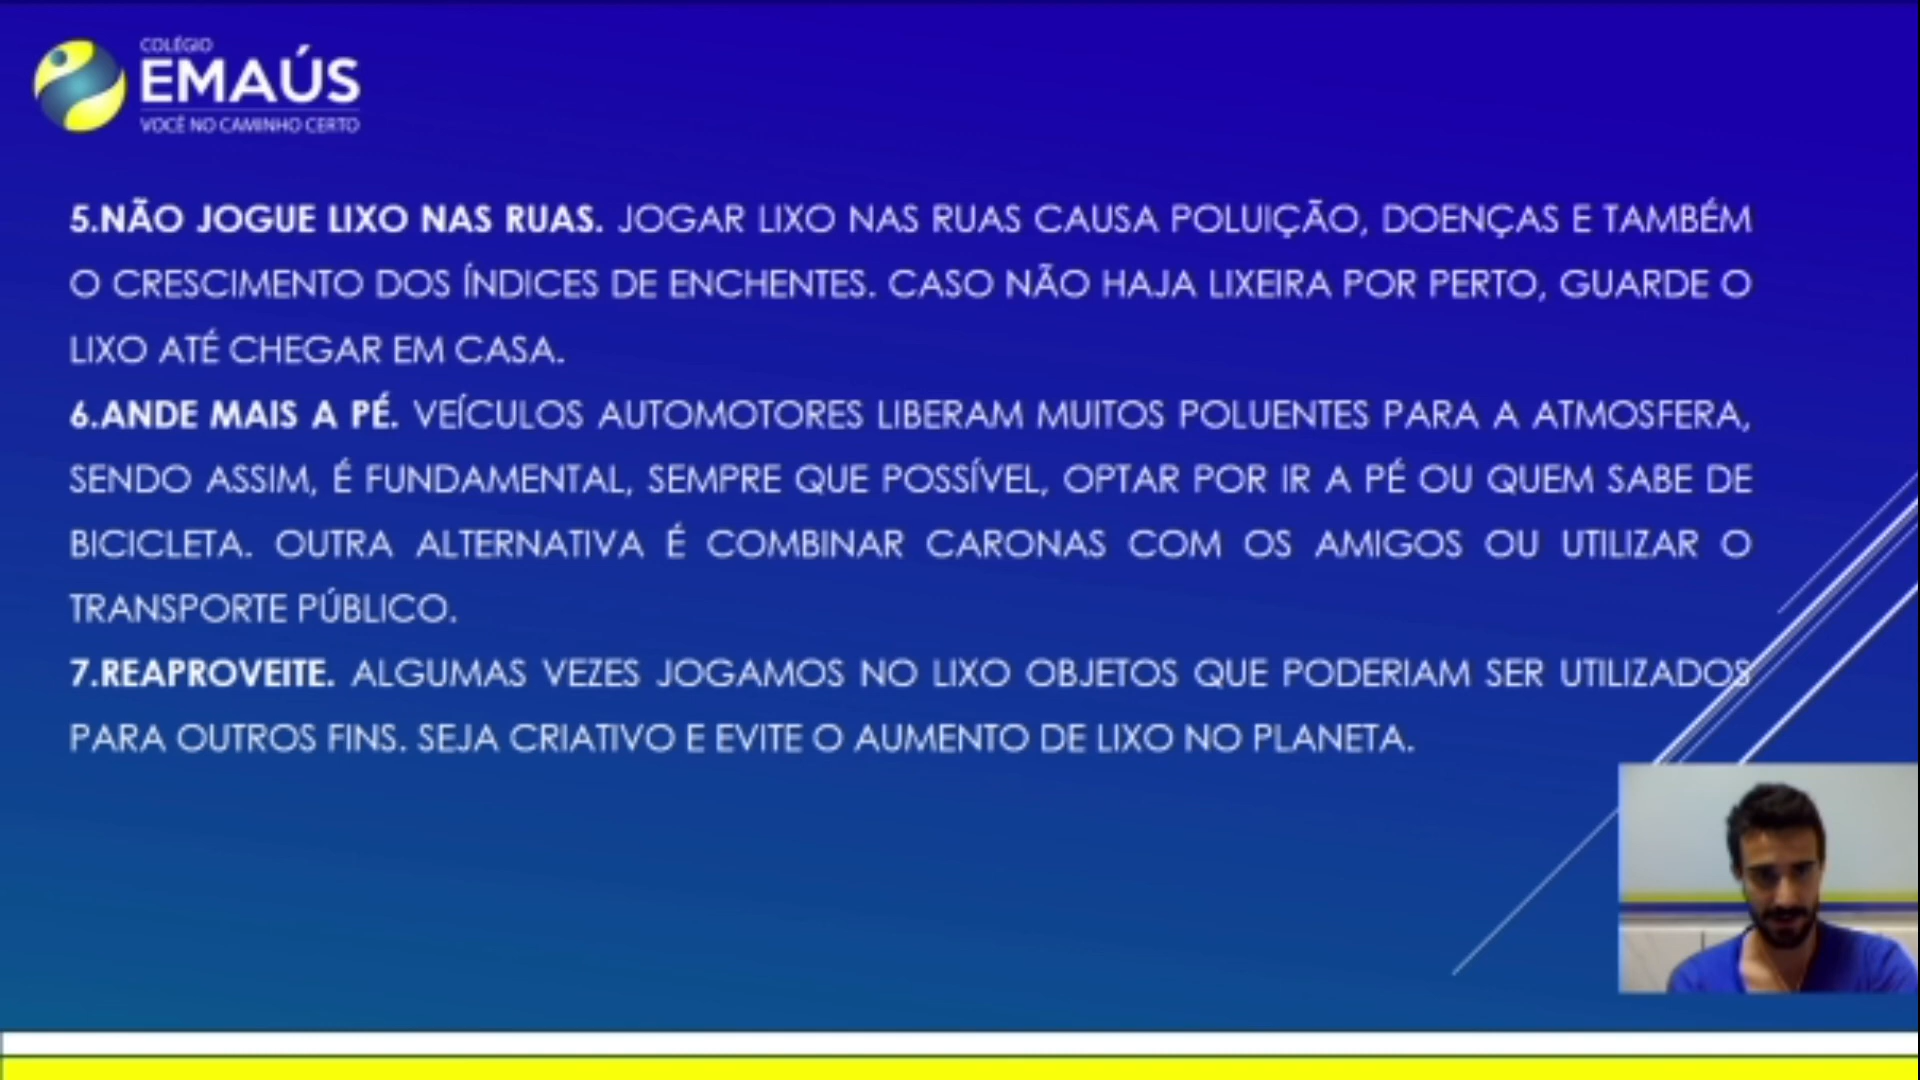 COLÉGIO
EMAÚS
VOCÊ NO CAMINHO CERTO
5.NÃO JOGUE LIXO NAS RUAS. JOGAR LIXO NAS RUAS CAUSA POLUIÇÃO, DOENÇAS E TAMBÉM
O CRESCIMENTO DOS ÍNDICES DE ENCHENTES. CASO NÃO HAJA LIXEIRA POR PERTO, GUARDE O
LIXO ATÉ CHEGAR EM CASA.
6.ANDE MAIS A PÉ. VEÍCULOS AUTOMOTORES LIBERAM MUITOS POLUENTES PARA A ATMOSFERA,
SENDO ASSIM, É FUNDAMENTAL, SEMPRE QUE POSSÍVEL, OPTAR POR IR A PÉ OU QUEM SABE DE
BICICLETA. OUTRA ALTERNATIVA É COMBINAR CARONAS COM OS AMIGOS OU UTILIZAR O
TRANSPORTE PÚBLICO.
7.REAPROVEITE. ALGUMAS VEZES JOGAMOS NO LIXO OBJETOS QUE PODERIAM SER UTILIZADOS
PARA OUTROS FINS. SEJA CRIATIVO E EVITE O AUMENTO DE LIXO NO PLANETA.